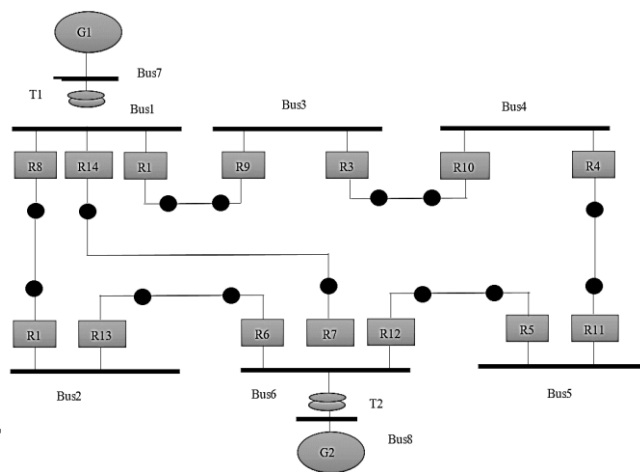 G1
Bus7
T1
Bus1
Bus3
Bus4
R8
R14
R1
R9
R3
R10
R4
R1
R13
R6
R7
R12
R5
R11
Bus2
Bus6
T2
Bus5
Bus8
G2